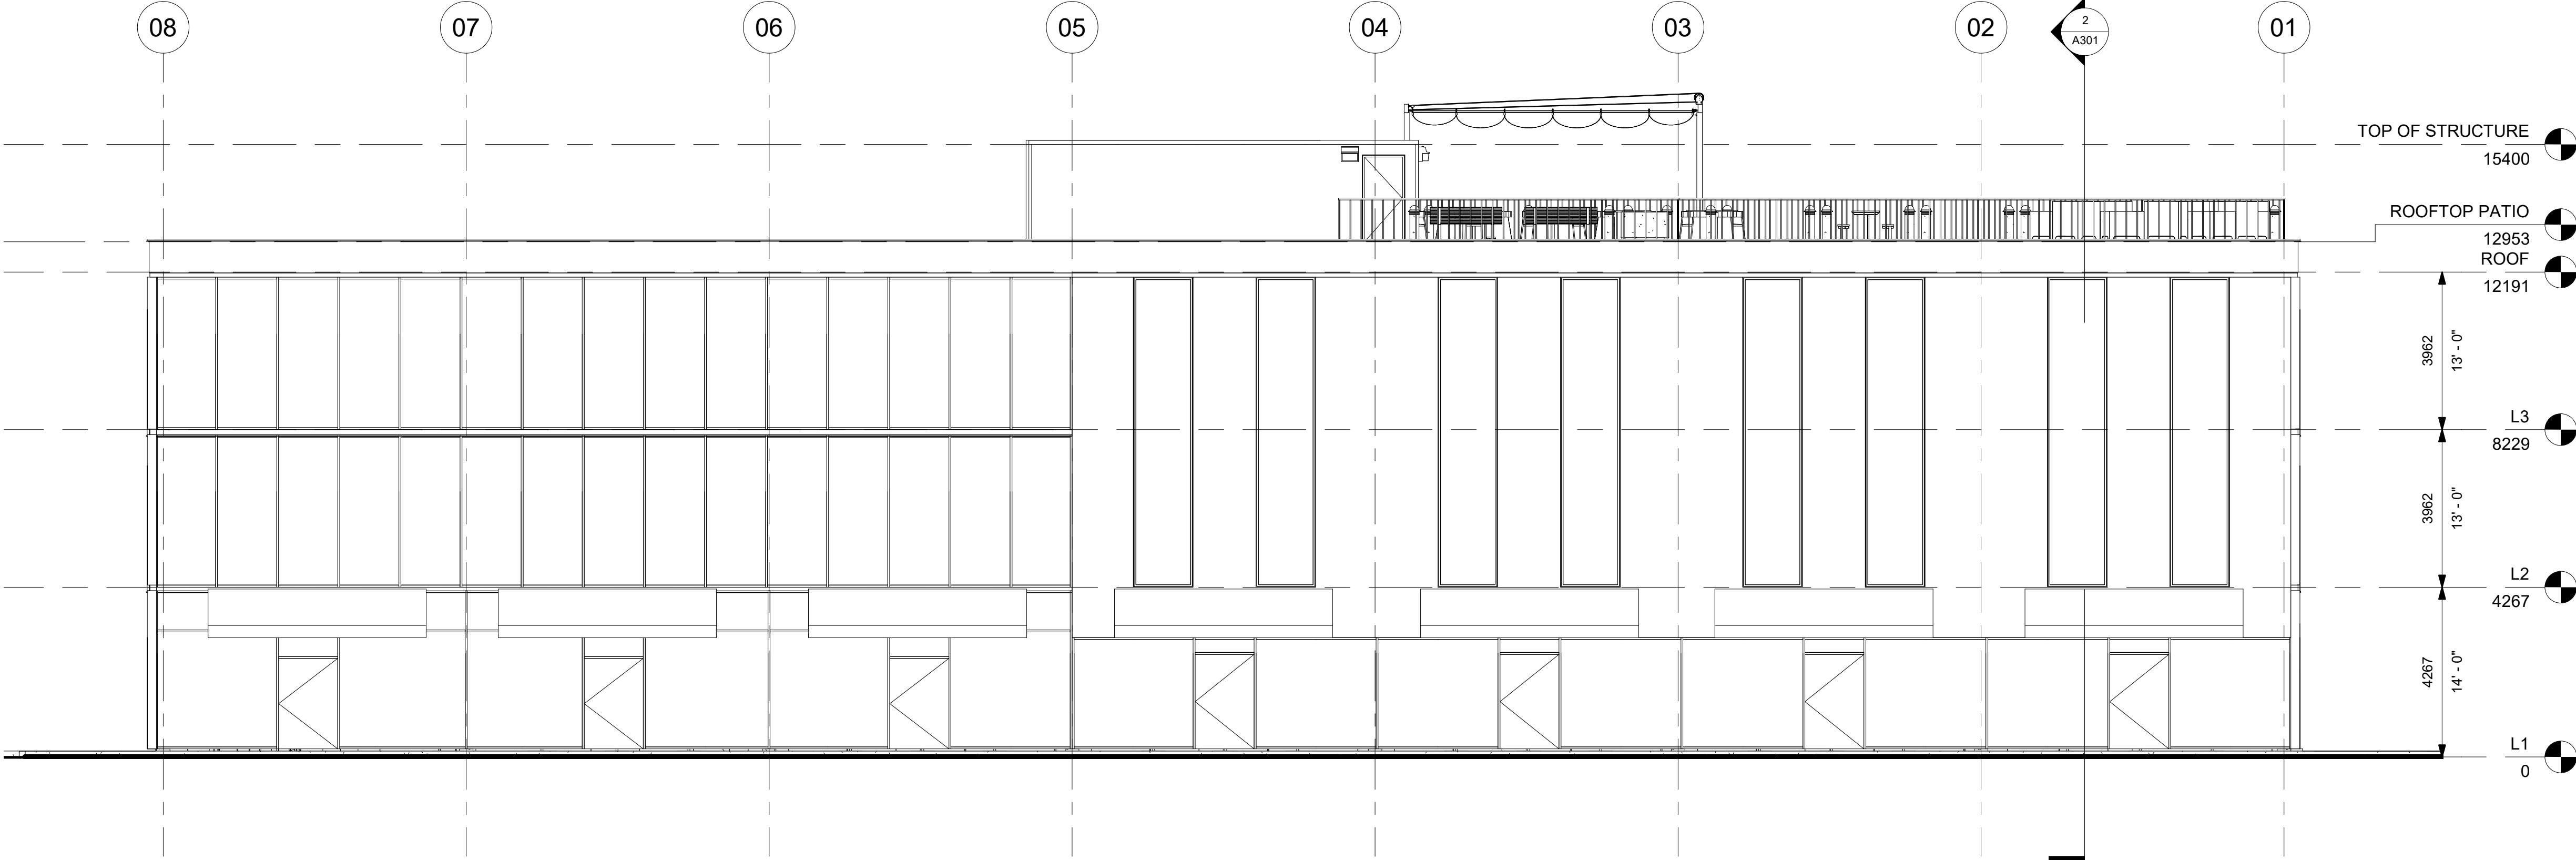 08
07
06
05
04
03
02
2
A301
01
TOP OF STRUCTURE
15400
ROOFTOP PATIO
12953
ROOF
12191
3962
13' - 0"
L3
8229
3962
13' - 0"
L2
4267
4267
14' - 0"
L1
0